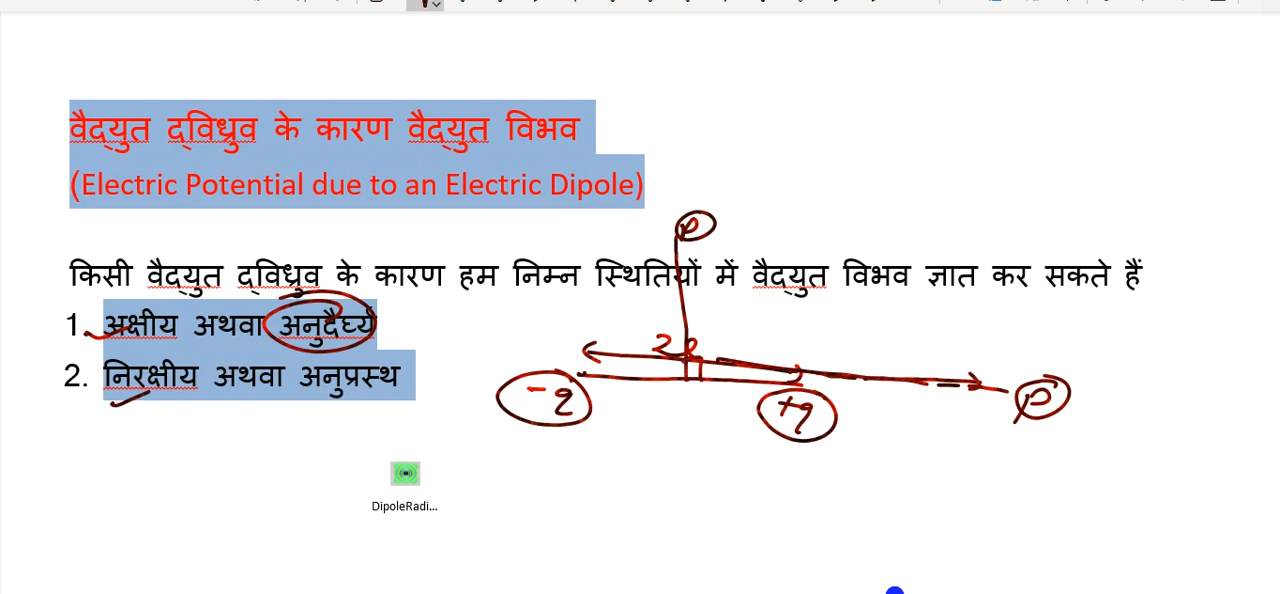 वैद्युत द्विध्रुव के कारण वैद्युत विभव
(Electric Potential due to an Electric Dipole)
P
किसी वैद्युत द्विध्रुव के कारण हम निम्न स्थितियों में वैद्युत विभव ज्ञात कर सकते हैं
1. अक्षीय अथवा अनुदैर्घ्य
2l
2. निरक्षीय अथवा अनुप्रस्थ
-q +q P
DipoleRadi...